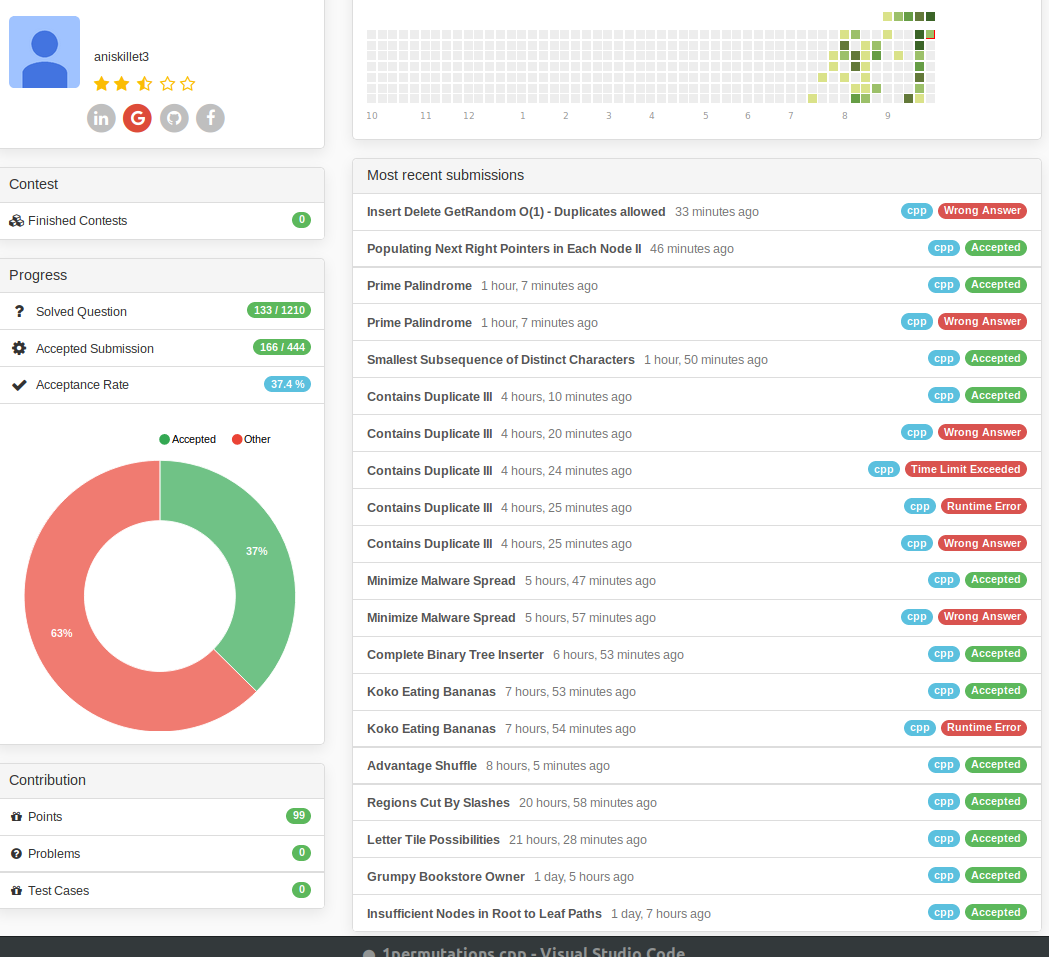 aniskillet3
10 11 12 1 2 3 4 5 6 7 8 9
Contest
Finished Contests 0
Progress
Solved Question 133 / 1210
Accepted Submission 166 / 444
Acceptance Rate 37.4 %
Accepted Other
37%
63%
Contribution
Points 99
Problems 0
Test Cases 0
Most recent submissions
Insert Delete GetRandom O(1) - Duplicates allowed 33 minutes ago cpp Wrong Answer
Populating Next Right Pointers in Each Node II 46 minutes ago cpp Accepted
Prime Palindrome 1 hour, 7 minutes ago cpp Accepted
Prime Palindrome 1 hour, 7 minutes ago cpp Wrong Answer
Smallest Subsequence of Distinct Characters 1 hour, 50 minutes ago cpp Accepted
Contains Duplicate III 4 hours, 10 minutes ago cpp Accepted
Contains Duplicate III 4 hours, 20 minutes ago cpp Wrong Answer
Contains Duplicate III 4 hours, 24 minutes ago cpp Time Limit Exceeded
Contains Duplicate III 4 hours, 25 minutes ago cpp Runtime Error
Contains Duplicate III 4 hours, 25 minutes ago cpp Wrong Answer
Minimize Malware Spread 5 hours, 47 minutes ago cpp Accepted
Minimize Malware Spread 5 hours, 57 minutes ago cpp Wrong Answer
Complete Binary Tree Inserter 6 hours, 53 minutes ago cpp Accepted
Koko Eating Bananas 7 hours, 53 minutes ago cpp Accepted
Koko Eating Bananas 7 hours, 54 minutes ago cpp Runtime Error
Advantage Shuffle 8 hours, 5 minutes ago cpp Accepted
Regions Cut By Slashes 20 hours, 58 minutes ago cpp Accepted
Letter Tile Possibilities 21 hours, 28 minutes ago cpp Accepted
Grumpy Bookstore Owner 1 day, 5 hours ago cpp Accepted
Insufficient Nodes in Root to Leaf Paths 1 day, 7 hours ago cpp Accepted
1permutations.cpp - Visual Studio Code